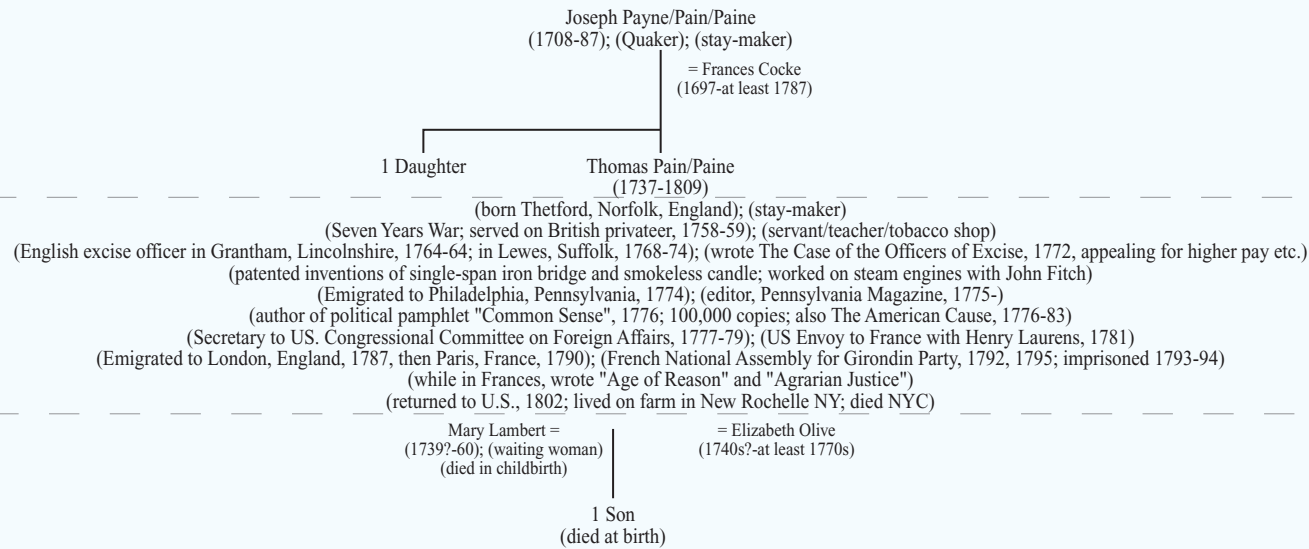 Joseph Payne/Pain/Paine
(1708-87); (Quaker); (stay-maker)
= Frances Cocke
(1697-at least 1787)
1 Daughter
Thomas Pain/Paine
(1737-1809)
(born Thetford, Norfolk, England); (stay-maker)
(Seven Years War; served on British privateer, 1758-59); (servant/teacher/tobacco shop)
(English excise officer in Grantham, Lincolnshire, 1764-64; in Lewes, Suffolk, 1768-74); (wrote The Case of the Officers of Excise, 1772, appealing for higher pay etc.)
(patented inventions of single-span iron bridge and smokeless candle; worked on steam engines with John Fitch)
(Emigrated to Philadelphia, Pennsylvania, 1774); (editor, Pennsylvania Magazine, 1775-)
(author of political pamphlet "Common Sense", 1776; 100,000 copies; also The American Cause, 1776-83)
(Secretary to US. Congressional Committee on Foreign Affairs, 1777-79); (US Envoy to France with Henry Laurens, 1781)
(Emigrated to London, England, 1787, then Paris, France, 1790); (French National Assembly for Girondin Party, 1792, 1795; imprisoned 1793-94)
(while in Frances, wrote "Age of Reason" and "Agrarian Justice")
(returned to U.S., 1802; lived on farm in New Rochelle NY; died NYC)
Mary Lambert =
(1739?-60); (waiting woman)
(died in childbirth)
= Elizabeth Olive
(1740s?-at least 1770s)
1 Son
(died at birth)